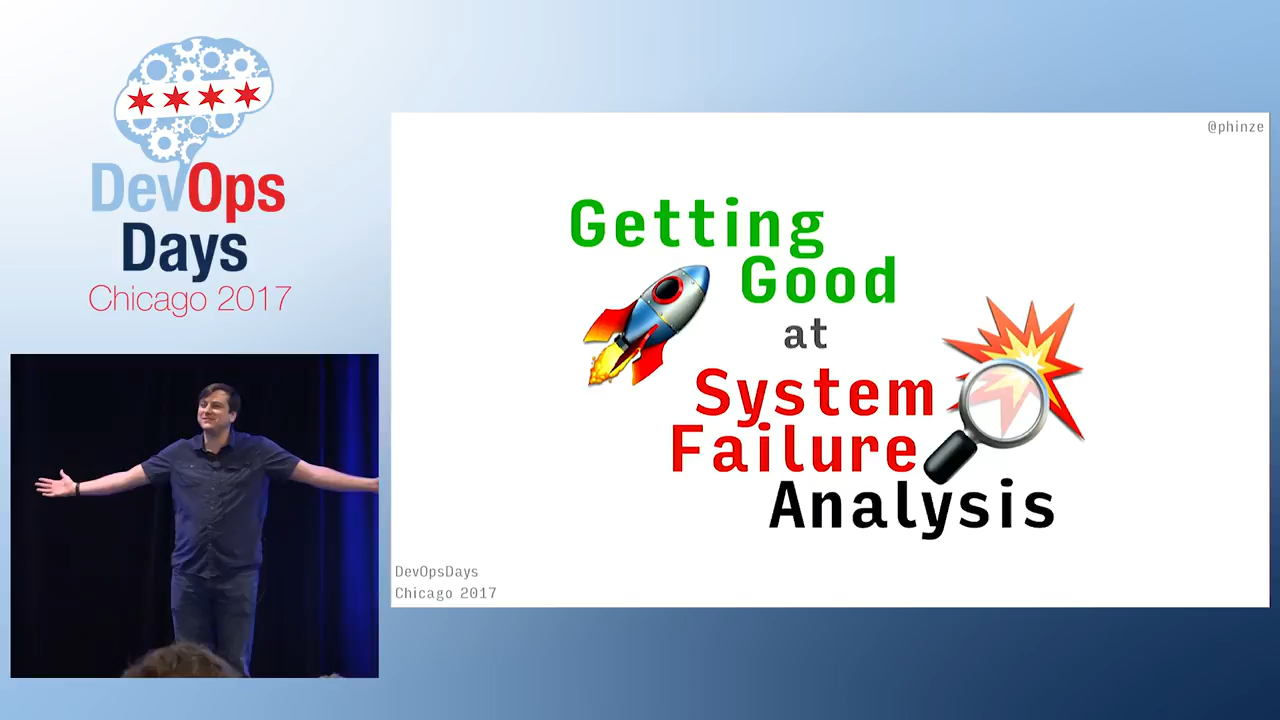 DevOps
Days
Chicago 2017
@phinze
Getting
Good
at
System
Failure
Analysis
DevOpsDays
Chicago 2017